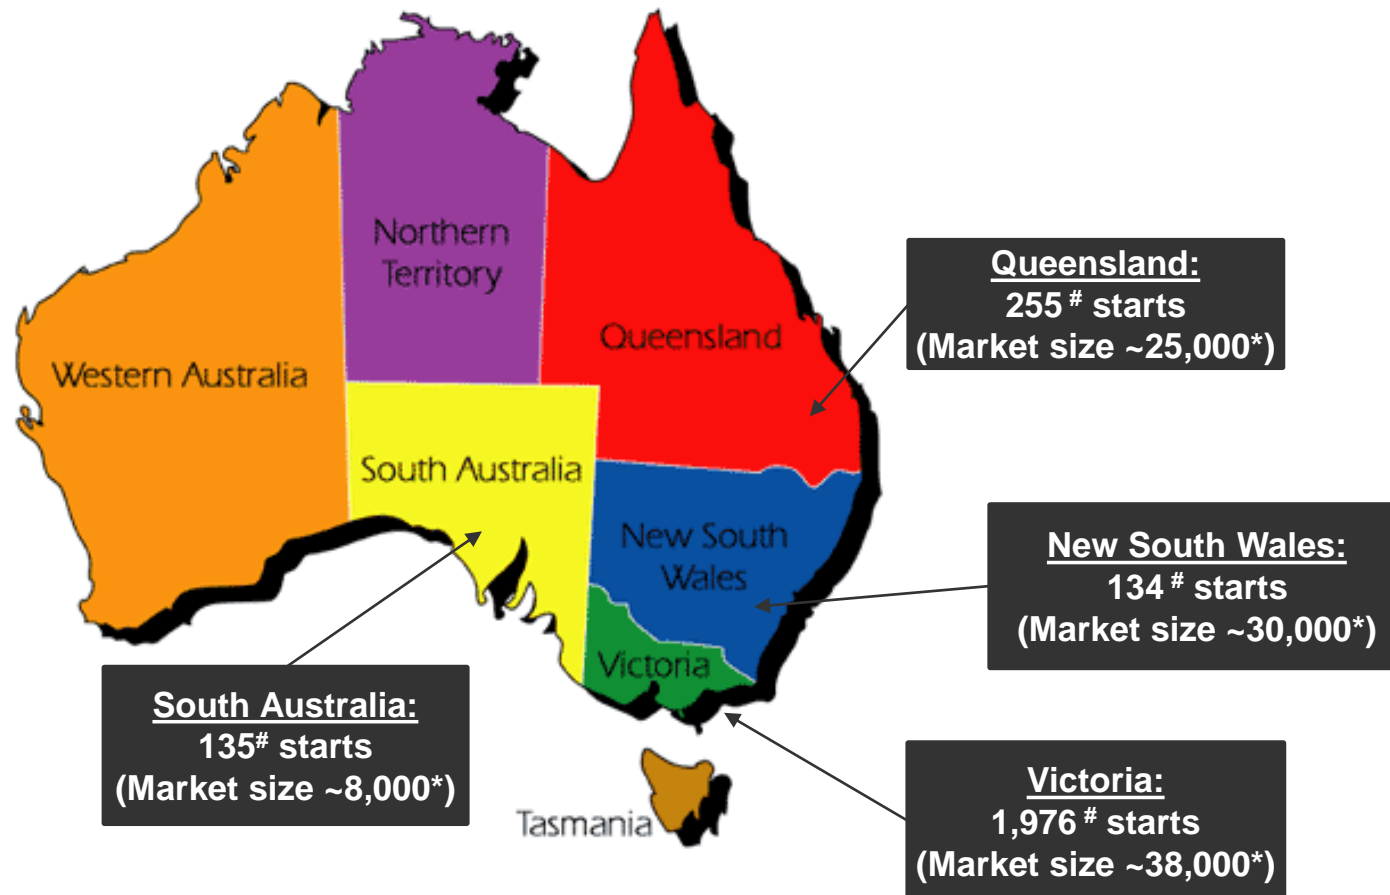 Northern
Territory
Queensland
Western Australia
South Australia
New South
Wales
Victoria
Tasmania
Queensland:
255 # starts
(Market size ~25,000*)
New South Wales:
134 # starts
(Market size ~30,000*)
South Australia:
135# starts
(Market size ~8,000*)
Victoria:
1,976 # starts
(Market size ~38,000*)